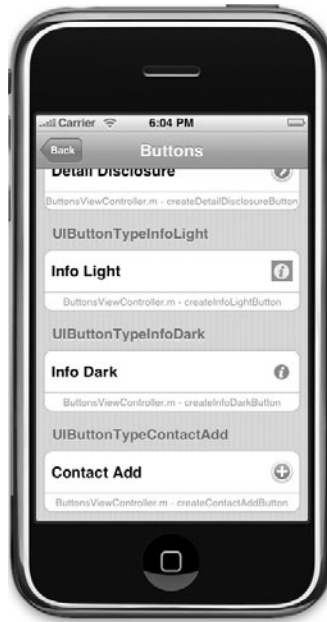 Carrier 6:04 PM
Back Buttons
Detail Disclosure
ButtonsViewController.m - createDetailDisclosureButton
UIButtonTypeInfoLight
Info Light
ButtonsViewController.m - createInfoLightButton
UIButtonTypeInfoDark
Info Dark
ButtonsViewController.m - createInfoDarkButton
UIButtonTypeContactAdd
Contact Add
ButtonsViewController.m - createContactAddButton